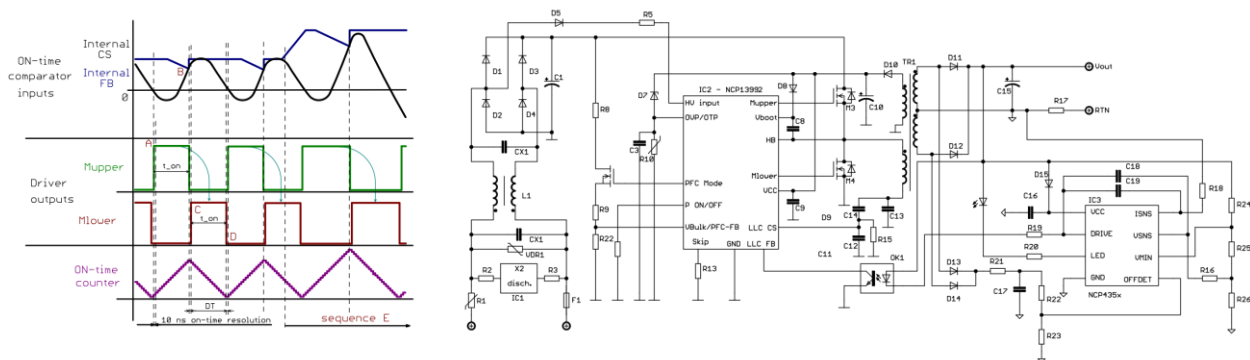 Internal CS
ON-time
comparator
inputs
Internal
FB
B
0
A
Mupper
t_on
Driver
outputs
C
Mlower
t_on
D
ON-time
counter
DT
10 ns on-time resolution
sequence E
D5
R5
D1
D3
D2
D4
C1
CX1
L1
CX1
VDR1
R2
X2
disch.
R3
IC1
R1
F1
R8
R9
R22
D7
C3
R10
IC2 - NCP13992
HV input
OVP/OTP
PFC Mode
P ON/OFF
VBulk/PFC-FB
Skip
GND
LLC FB
Mupper
Vboot
HB
Mlower
VCC
LLC CS
R13
D8
C8
C9
D10
C10
M3
M4
TR1
D9
C14
C13
C12
R15
C11
OK1
D11
D12
C15
Vout
RTN
R17
C18
C19
D15
C16
IC3
VCC
DRIVE
LED
GND
ISNS
VSNS
VMIN
OFFDET
NCP435x
R18
R19
R20
R24
R25
R16
R26
D13
D14
R21
C17
R22
R23